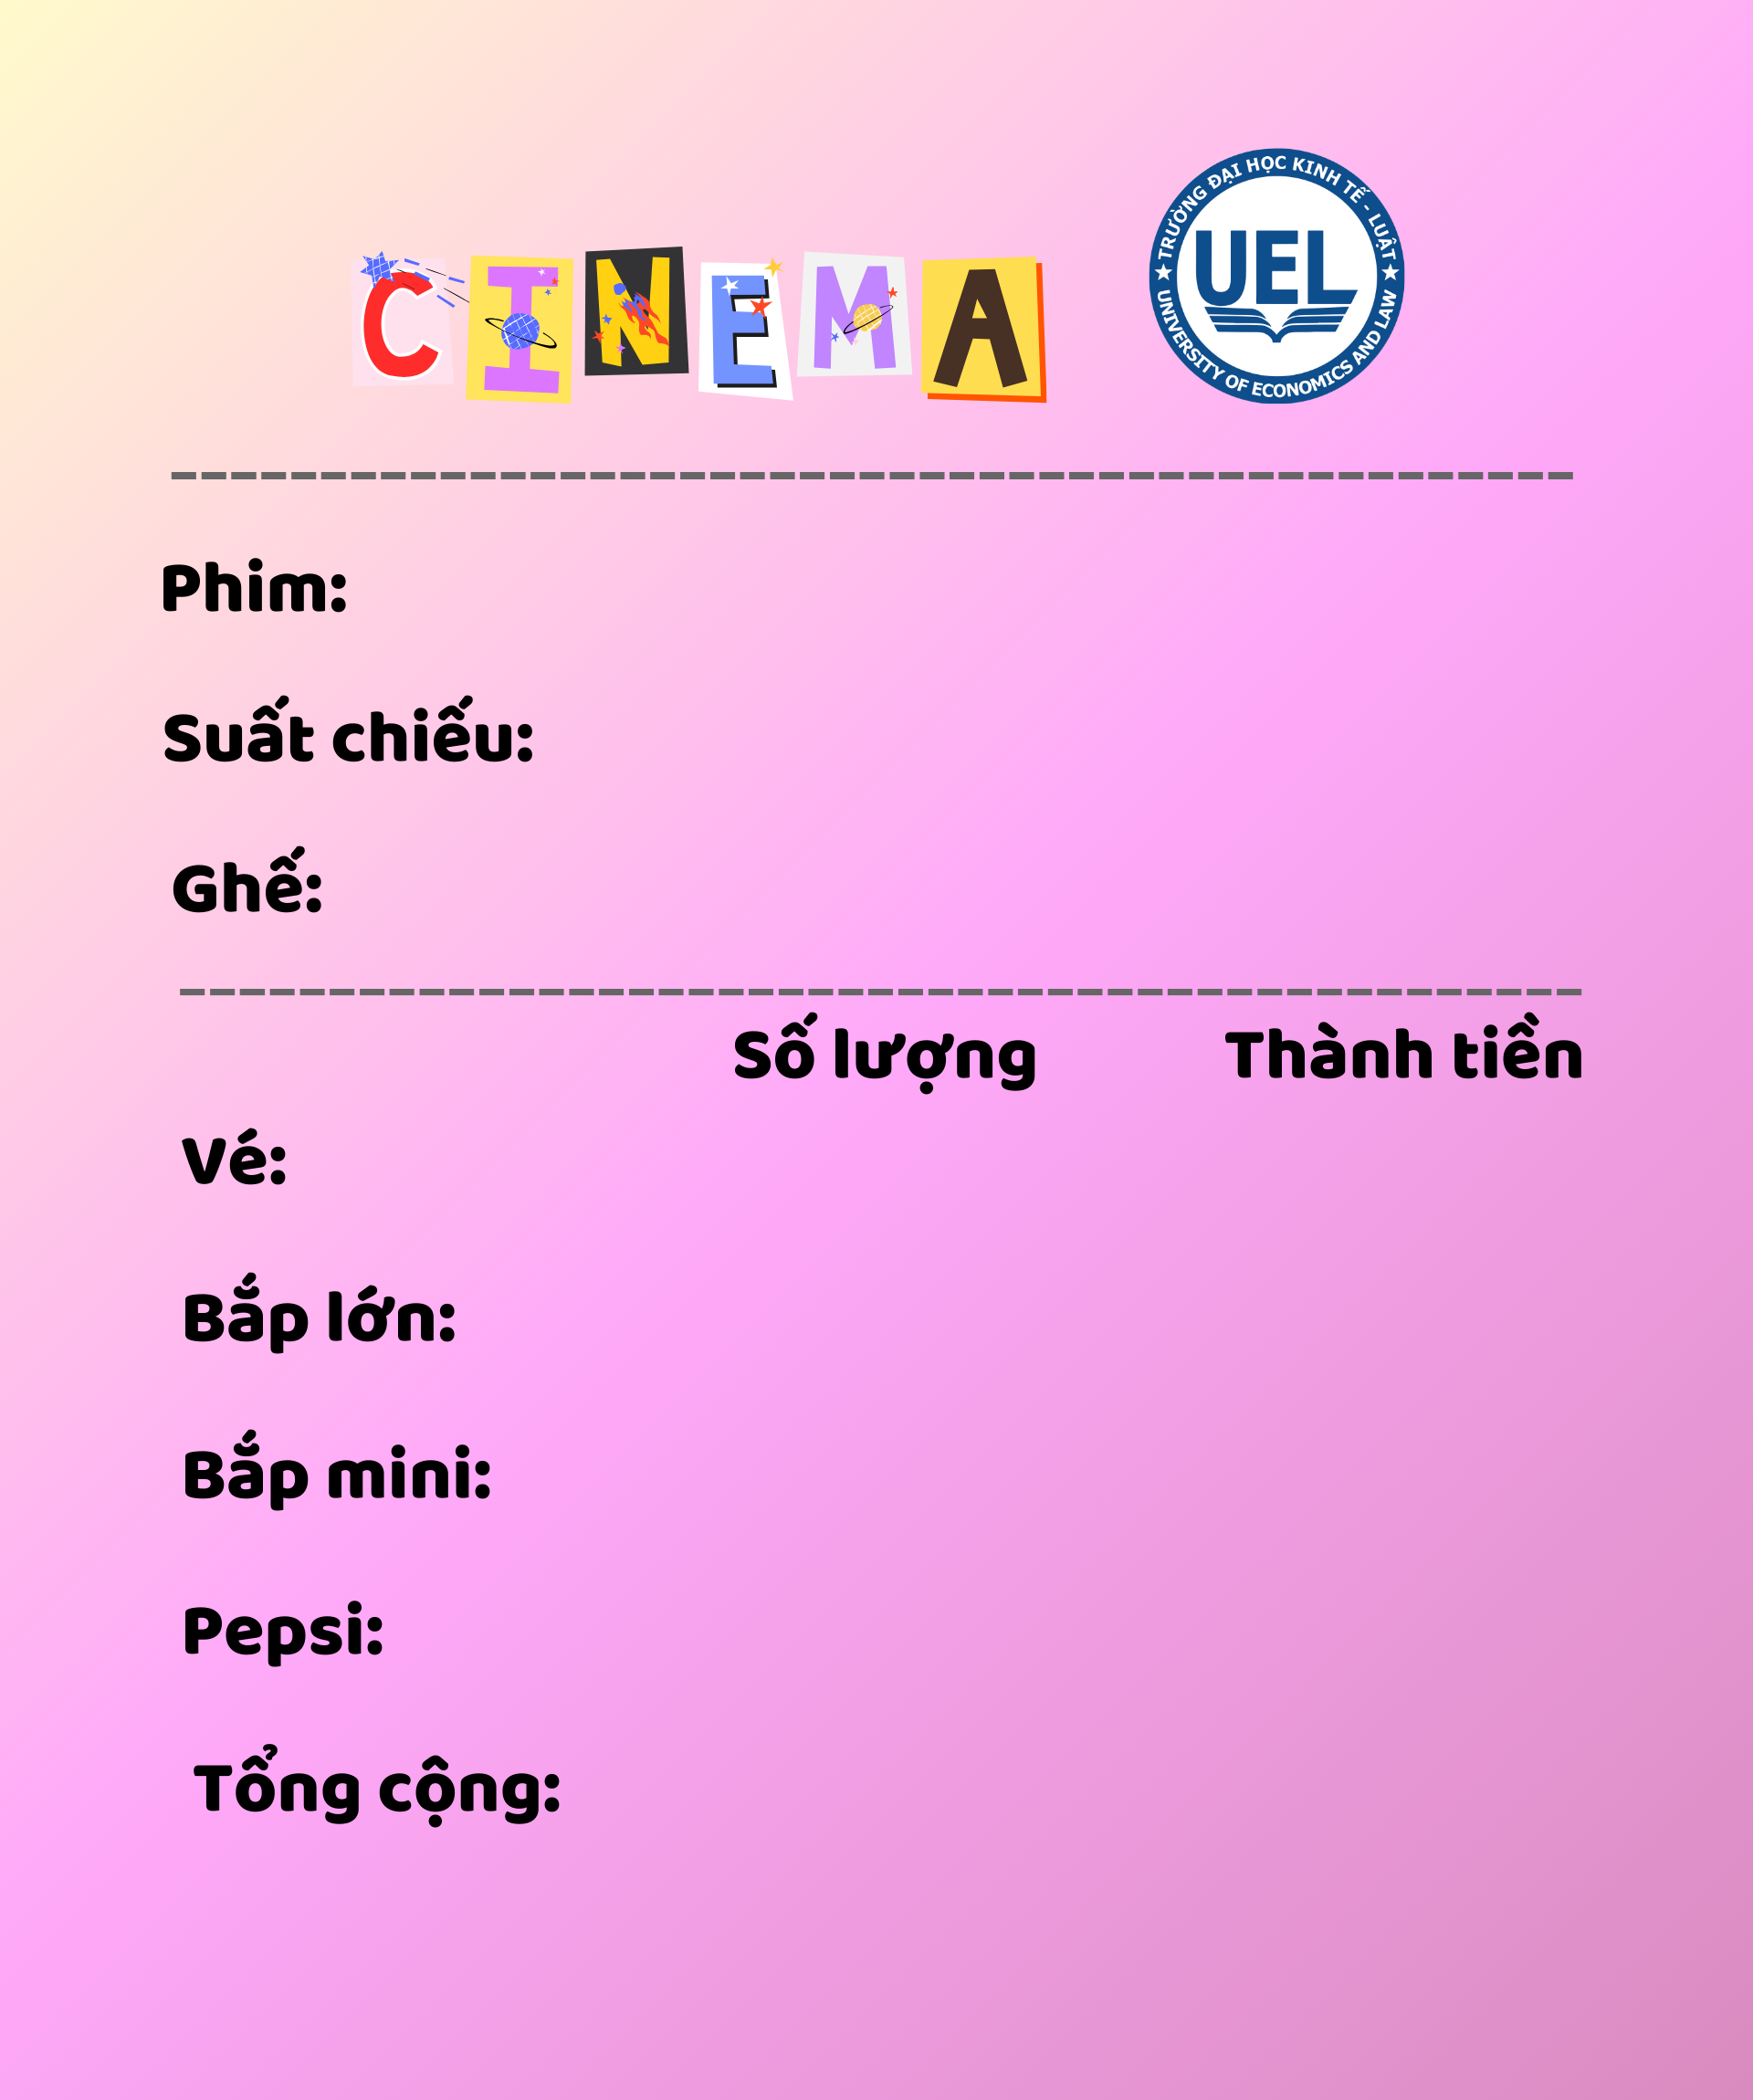 CINEMA
TRƯỜNG ĐẠI HỌC KINH TẾ - LUẬT
UEL
UNIVERSITY OF ECONOMICS AND LAW
Phim:
Suất chiếu:
Ghế:
Số lượng Thành tiền
Vé:
Bắp lớn:
Bắp mini:
Pepsi:
Tổng cộng: